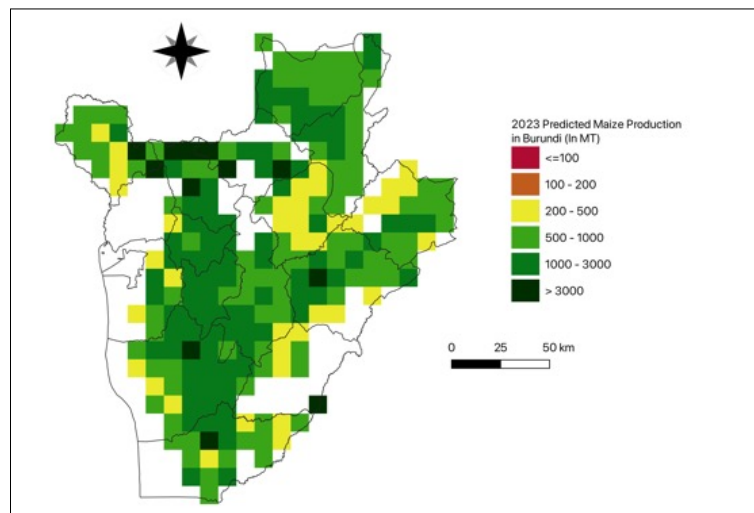 2023 Predicted Maize Production
in Burundi (In MT)
<=100
100 - 200
200 - 500
500 - 1000
1000 - 3000
> 3000
0 25 50 km